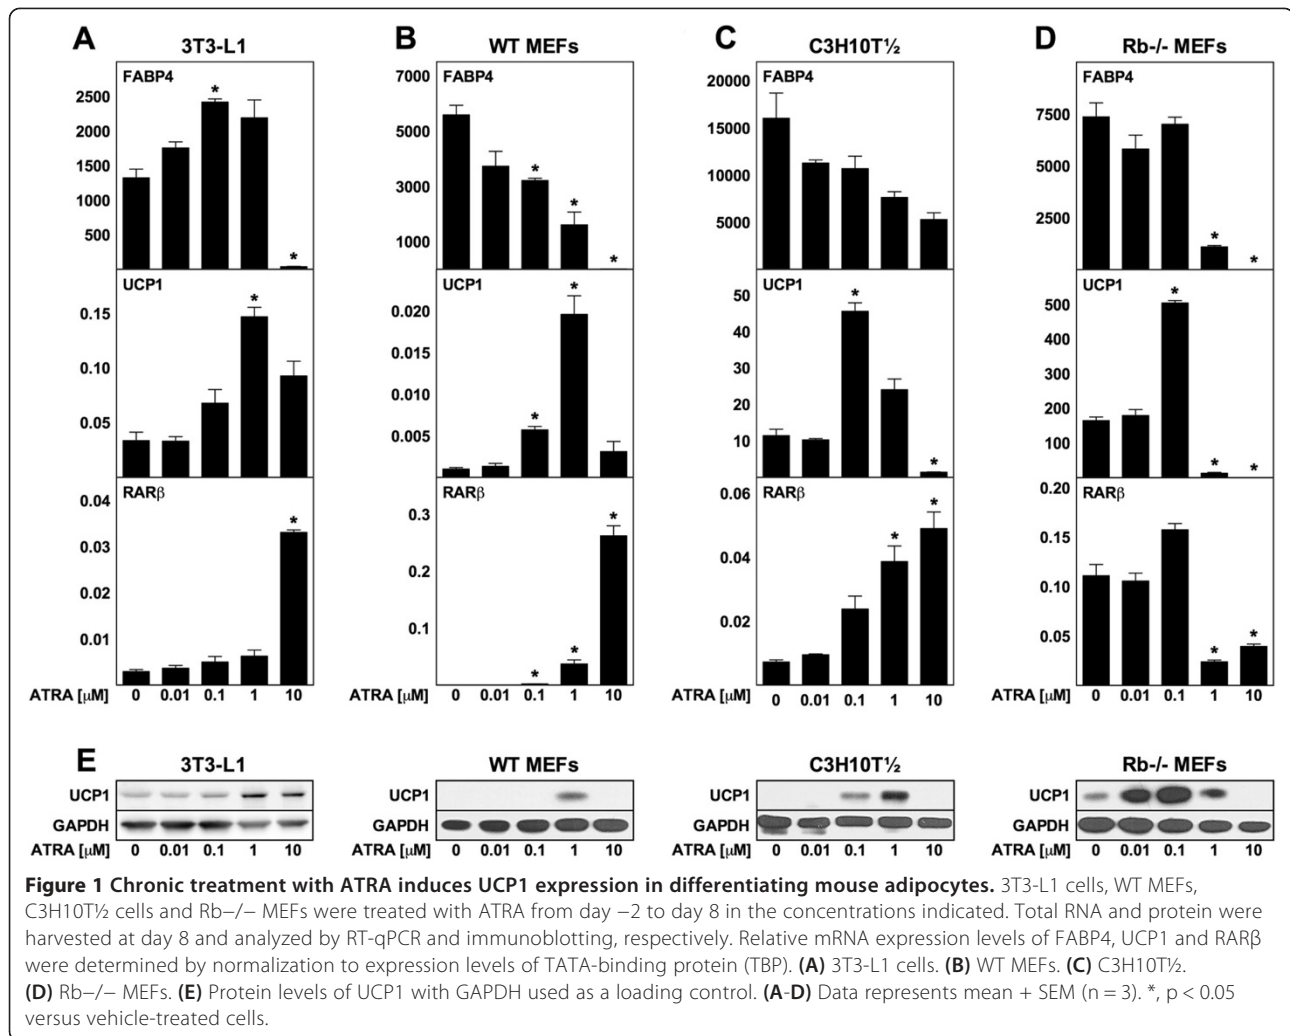 A 3T3-L1
FABP4
2500
2000
1500
1000
500
*
*
UCP1
0.15
0.10
0.05
*
RARβ
0.04
0.03
0.02
0.01
*
ATRA [μM] 0 0.01 0.1 1 10
B WT MEFs
FABP4
7000
5000
3000
1000
*
*
*
UCP1
0.020
0.015
0.010
0.005
*
*
RARβ
0.3
0.2
0.1
*
*
*
ATRA [μM] 0 0.01 0.1 1 10
C C3H10T½
FABP4
20000
15000
10000
5000
UCP1
50
40
30
20
10
*
*
RARβ
0.06
0.04
0.02
*
*
ATRA [μM] 0 0.01 0.1 1 10
D Rb-/- MEFs
FABP4
7500
5000
2500
*
*
UCP1
500
400
300
200
100
*
*
*
RARβ
0.20
0.15
0.10
0.05
*
*
ATRA [μM] 0 0.01 0.1 1 10
E 3T3-L1
UCP1
GAPDH
ATRA [μM] 0 0.01 0.1 1 10
WT MEFs
UCP1
GAPDH
ATRA [μM] 0 0.01 0.1 1 10
C3H10T½
UCP1
GAPDH
ATRA [μM] 0 0.01 0.1 1 10
Rb-/- MEFs
UCP1
GAPDH
ATRA [μM] 0 0.01 0.1 1 10
Figure 1 Chronic treatment with ATRA induces UCP1 expression in differentiating mouse adipocytes. 3T3-L1 cells, WT MEFs,
C3H10T½ cells and Rb−/− MEFs were treated with ATRA from day −2 to day 8 in the concentrations indicated. Total RNA and protein were
harvested at day 8 and analyzed by RT-qPCR and immunoblotting, respectively. Relative mRNA expression levels of FABP4, UCP1 and RARβ
were determined by normalization to expression levels of TATA-binding protein (TBP). (A) 3T3-L1 cells. (B) WT MEFs. (C) C3H10T½.
(D) Rb−/− MEFs. (E) Protein levels of UCP1 with GAPDH used as a loading control. (A-D) Data represents mean + SEM (n = 3). *, p < 0.05
versus vehicle-treated cells.